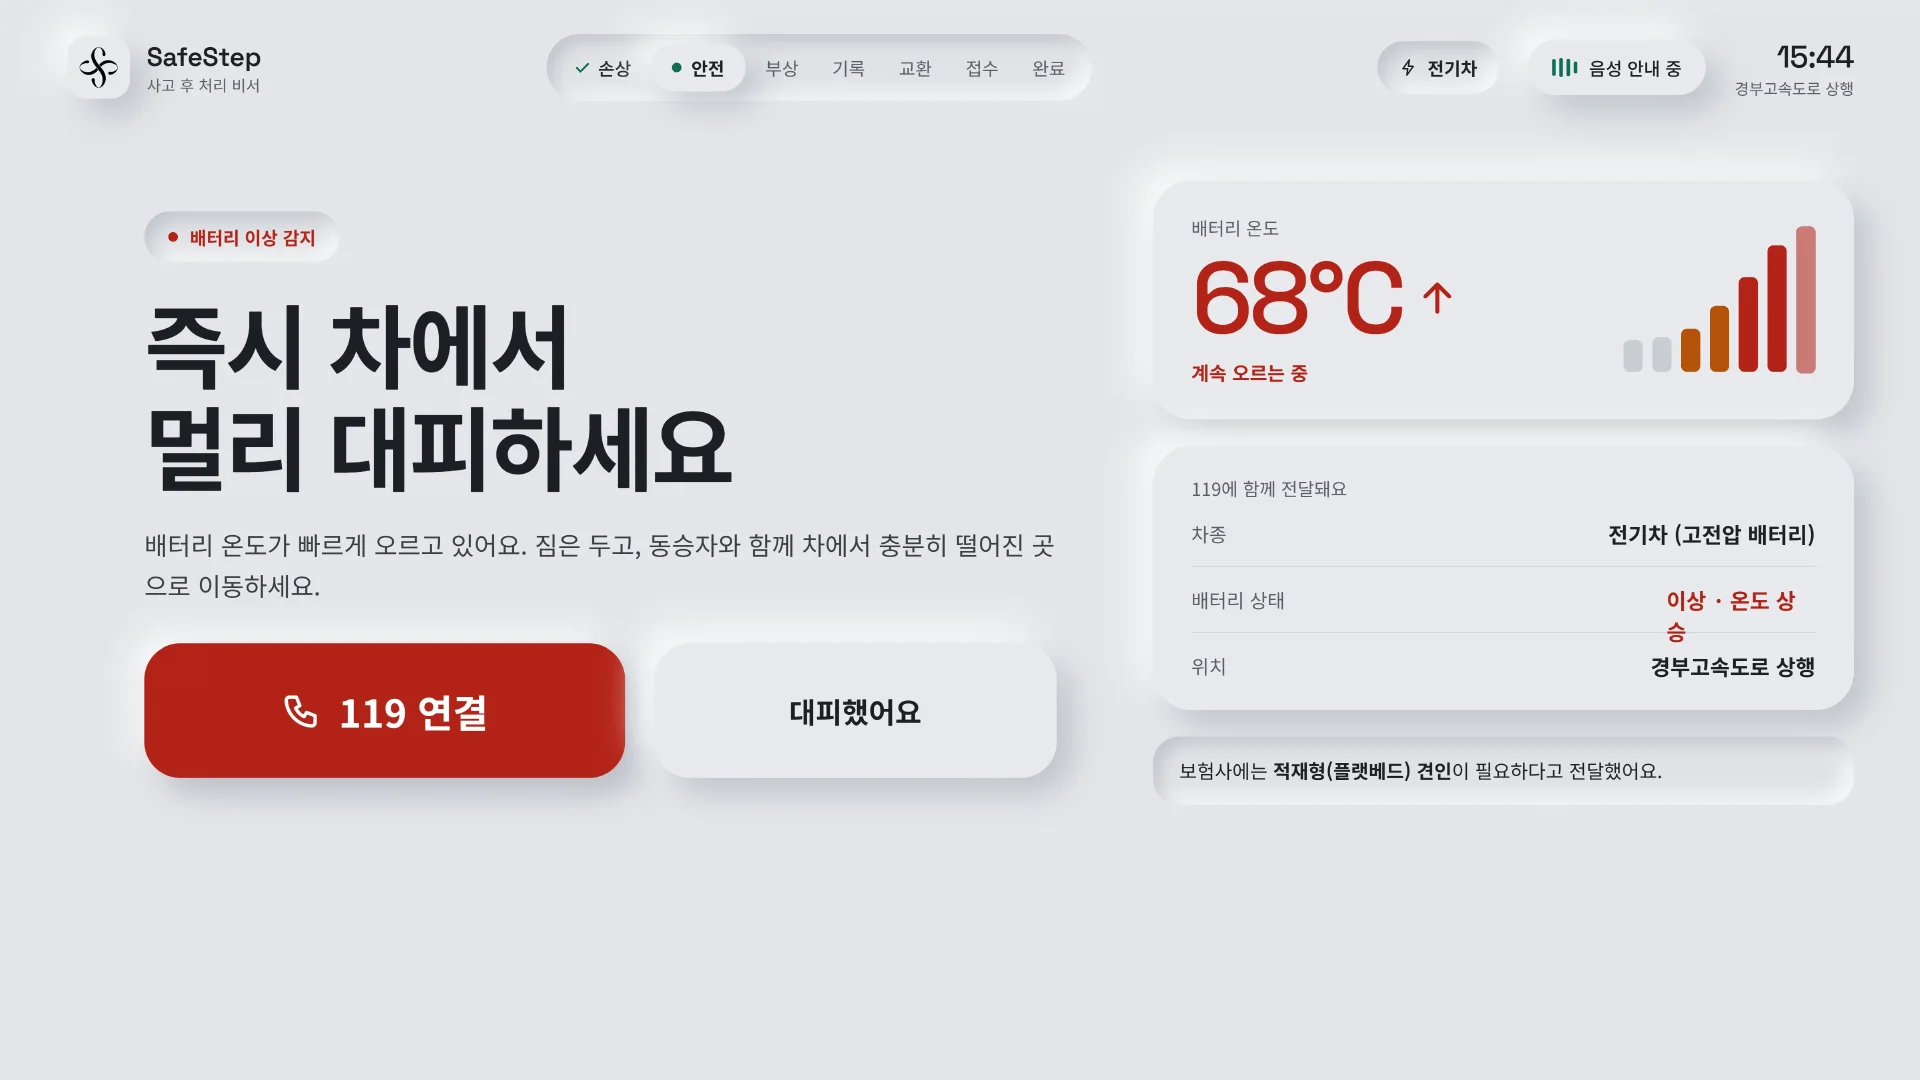 SafeStep
사고 후 처리 비서
손상
안전
부상
기록
교환
접수
완료
전기차
음성 안내 중
15:44
경부고속도로 상행
배터리 이상 감지
즉시 차에서
멀리 대피하세요
배터리 온도가 빠르게 오르고 있어요. 짐은 두고, 동승자와 함께 차에서 충분히 떨어진 곳
으로 이동하세요.
119 연결
대피했어요
배터리 온도
68°C
계속 오르는 중
119에 함께 전달돼요
차종
전기차 (고전압 배터리)
배터리 상태
이상 · 온도 상
승
위치
경부고속도로 상행
보험사에는 적재형(플랫베드) 견인이 필요하다고 전달했어요.